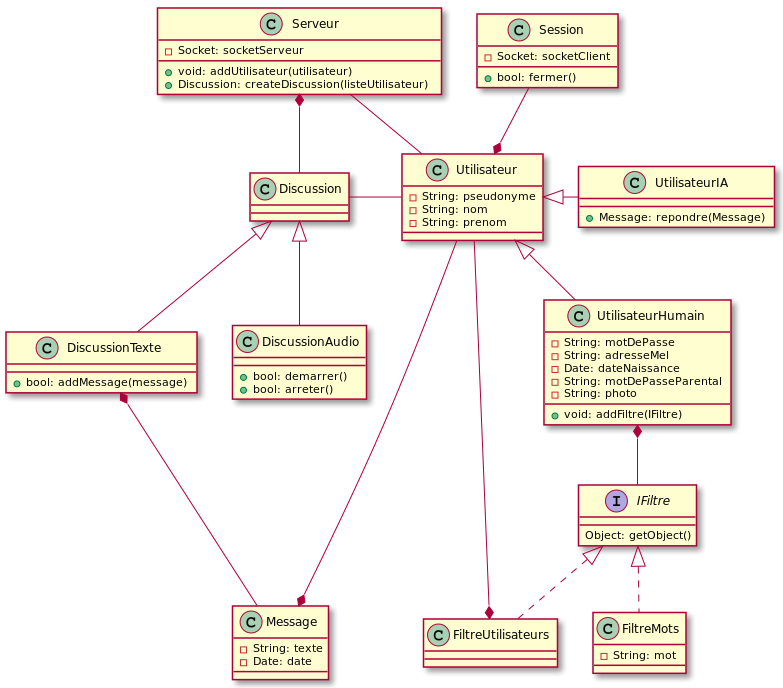 C Serveur
Socket: socketServeur
void: addUtilisateur(utilisateur)
Discussion: createDiscussion(listeUtilisateur)
C Session
Socket: socketClient
bool: fermer()
C Discussion
C Utilisateur
String: pseudonyme
String: nom
String: prenom
C UtilisateurIA
Message: repondre(Message)
C DiscussionTexte
bool: addMessage(message)
C DiscussionAudio
bool: demarrer()
bool: arreter()
C UtilisateurHumain
String: motDePasse
String: adresseMel
Date: dateNaissance
String: motDePasseParental
String: photo
void: addFiltre(IFiltre)
I IFiltre
Object: getObject()
C Message
String: texte
Date: date
C FiltreUtilisateurs
C FiltreMots
String: mot